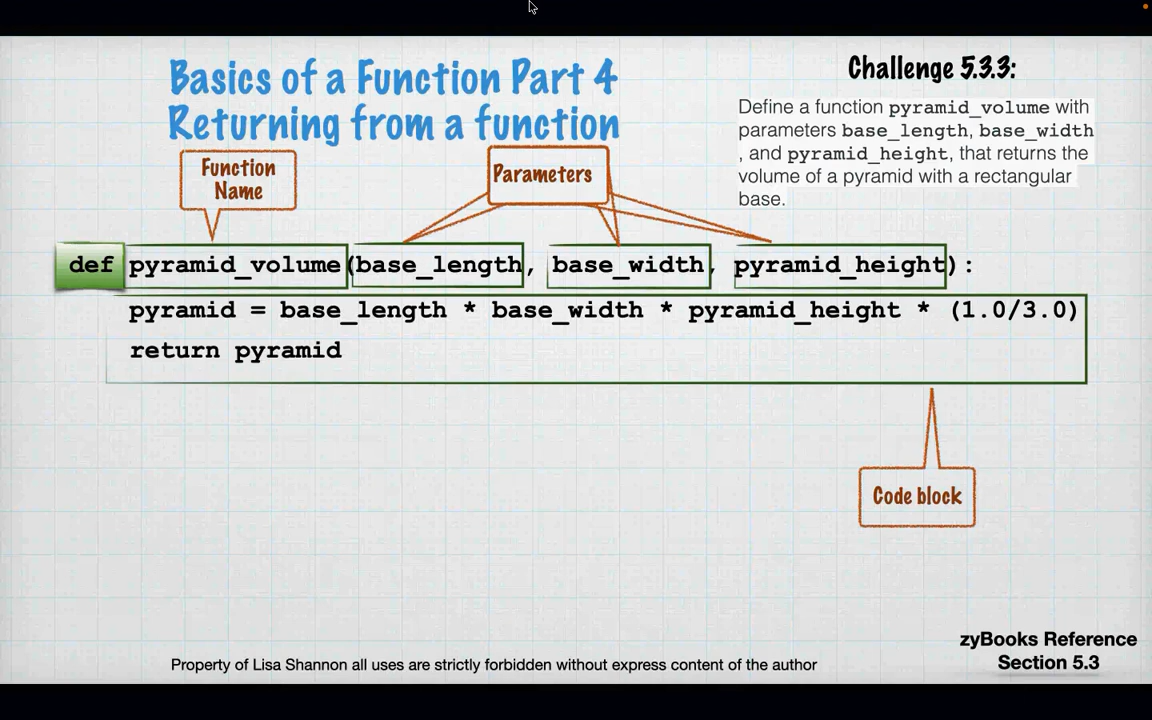 Basics of a Function Part 4
Returning from a function
Challenge 5.3.3:
Define a function pyramid_volume with
parameters base_length, base_width
, and pyramid_height, that returns the
volume of a pyramid with a rectangular
base.
Function
Name
Parameters
def pyramid_volume(base_length, base_width, pyramid_height):
pyramid = base_length * base_width * pyramid_height * (1.0/3.0)
return pyramid
Code block
zyBooks Reference
Section 5.3
Property of Lisa Shannon all uses are strictly forbidden without express content of the author